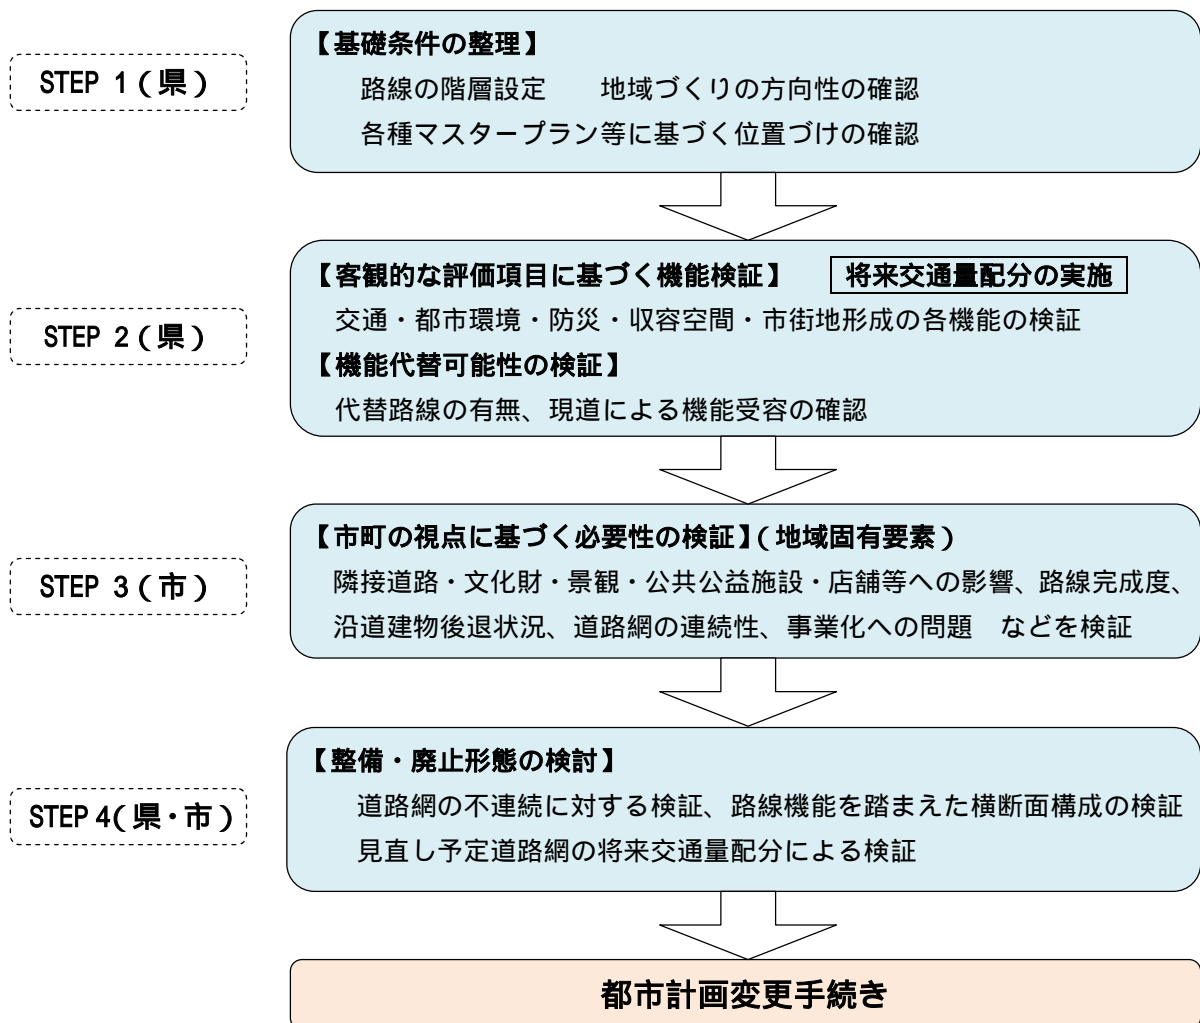 STEP 1(県)
【基礎条件の整理】
路線の階層設定　　地域づくりの方向性の確認
各種マスタープラン等に基づく位置づけの確認
STEP 2(県)
【客観的な評価項目に基づく機能検証】　将来交通量配分の実施
交通・都市環境・防災・収容空間・市街地形成の各機能の検証
【機能代替可能性の検証】
代替路線の有無、現道による機能受容の確認
STEP 3(市)
【市町の視点に基づく必要性の検証】(地域固有要素)
隣接道路・文化財・景観・公共公益施設・店舗等への影響、路線完成度、
沿道建物後退状況、道路網の連続性、事業化への問題　などを検証
STEP 4(県・市)
【整備・廃止形態の検討】
道路網の不連続に対する検証、路線機能を踏まえた横断面構成の検証
見直し予定道路網の将来交通量配分による検証
都市計画変更手続き